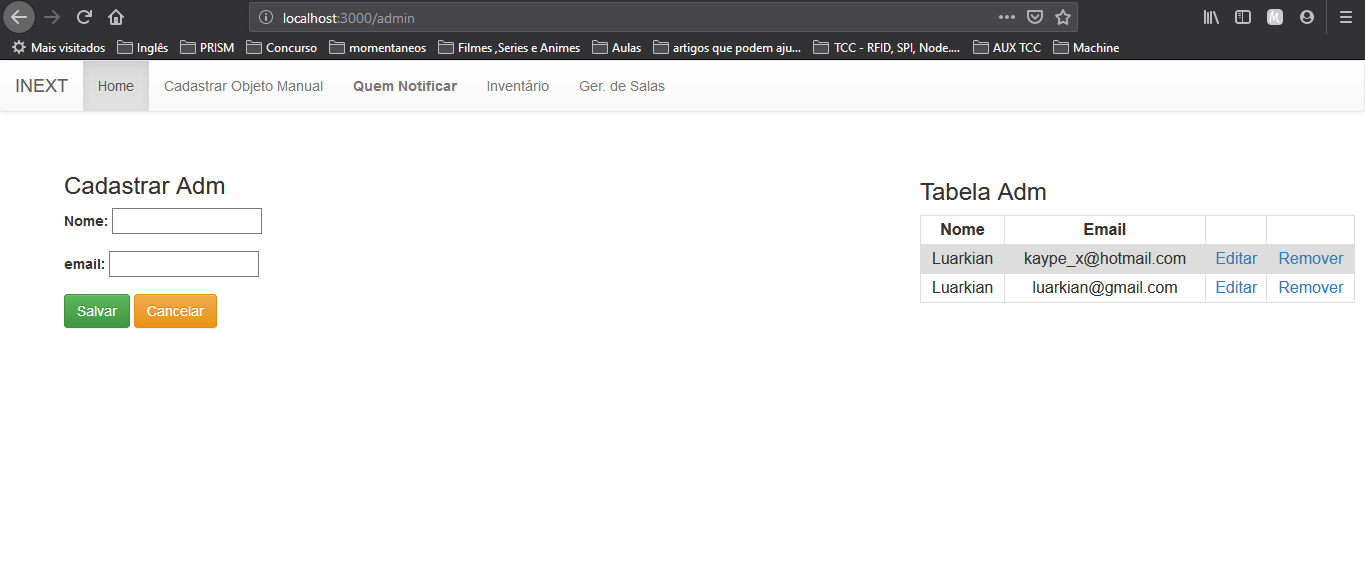 localhost:3000/admin
Mais visitados Inglês PRISM Concurso momentaneos Filmes ,Series e Animes Aulas artigos que podem aju... TCC - RFID, SPI, Node.... AUX TCC Machine
INEXT Home Cadastrar Objeto Manual Quem Notificar Inventário Ger. de Salas
Cadastrar Adm
Nome:
email:
Salvar Cancelar
Tabela Adm
Nome Email
Luarkian kaype_x@hotmail.com Editar Remover
Luarkian luarkian@gmail.com Editar Remover